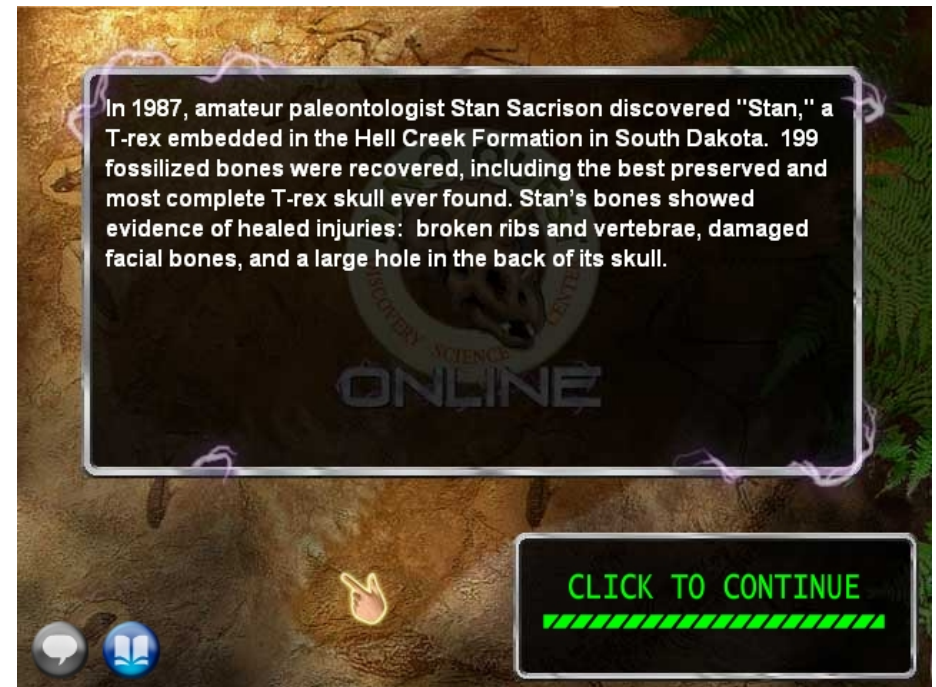 In 1987, amateur paleontologist Stan Sacrison discovered "Stan," a
T-rex embedded in the Hell Creek Formation in South Dakota.  199
fossilized bones were recovered, including the best preserved and
most complete T-rex skull ever found. Stan’s bones showed
evidence of healed injuries:  broken ribs and vertebrae, damaged
facial bones, and a large hole in the back of its skull.
DISCOVERY SCIENCE CENTER
ONLINE
CLICK TO CONTINUE